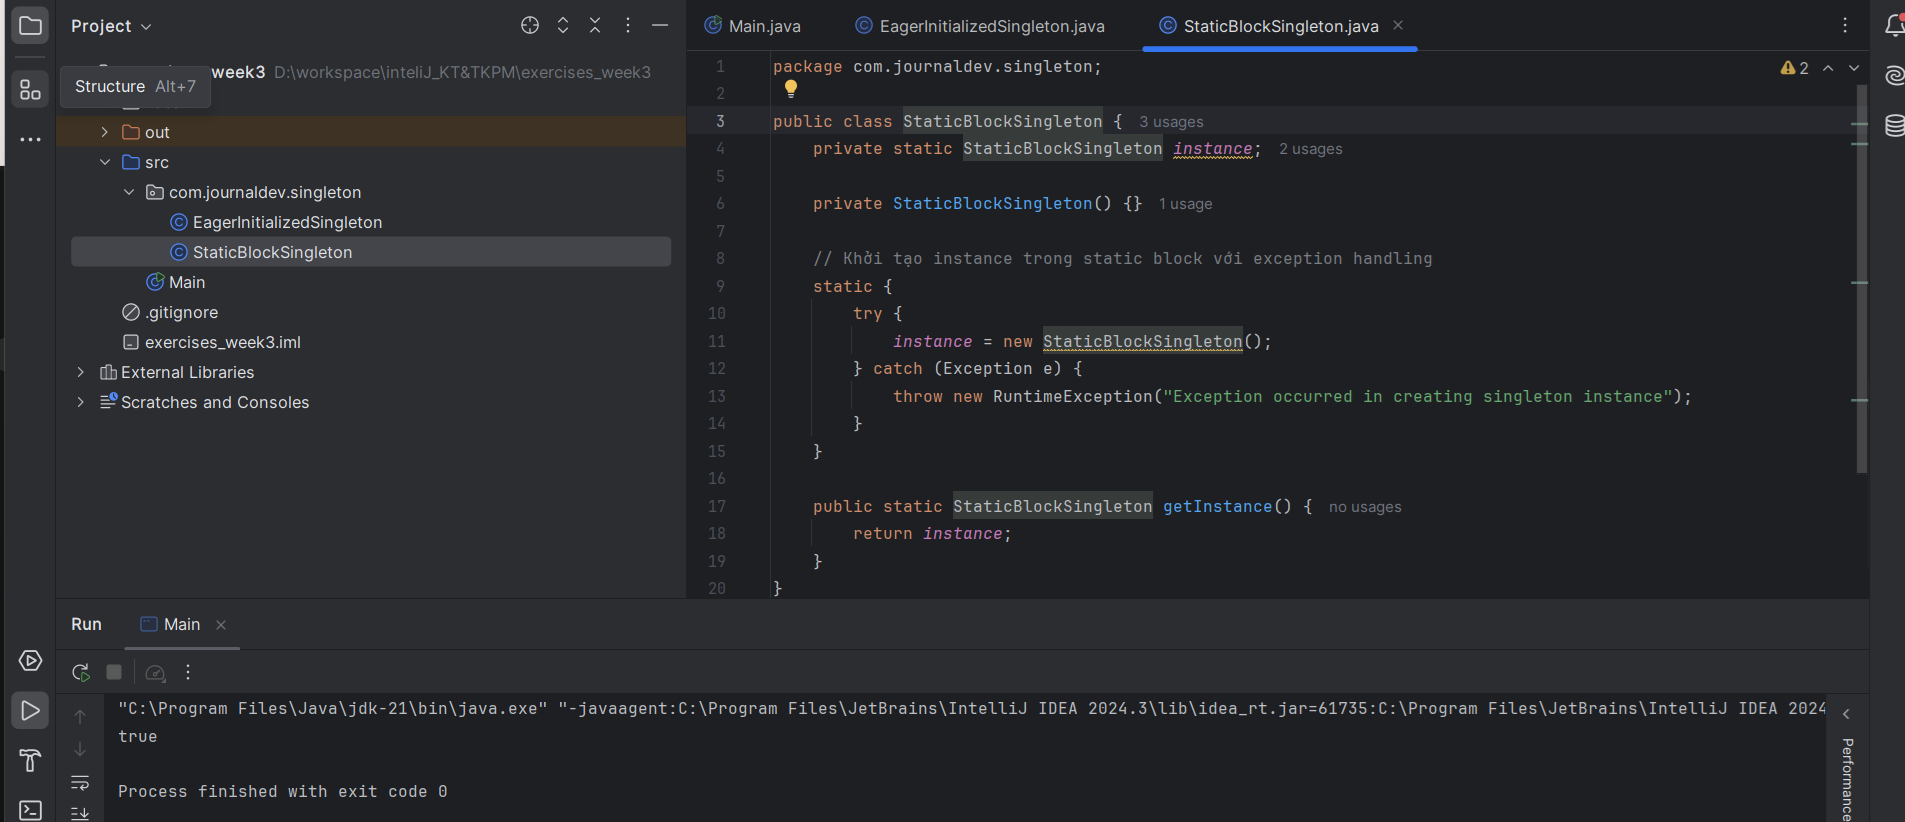 Project
week3 D:\workspace\inteliJ_KT&TKPM\exercises_week3
Structure Alt+7
out
src
com.journaldev.singleton
EagerInitializedSingleton
StaticBlockSingleton
Main
.gitignore
exercises_week3.iml
External Libraries
Scratches and Consoles
Main.java EagerInitializedSingleton.java StaticBlockSingleton.java
2
1 package com.journaldev.singleton;
2
3 public class StaticBlockSingleton { 3 usages
4 private static StaticBlockSingleton instance; 2 usages
5
6 private StaticBlockSingleton() {} 1 usage
7
8 // Khởi tạo instance trong static block với exception handling
9 static {
10 try {
11 instance = new StaticBlockSingleton();
12 } catch (Exception e) {
13 throw new RuntimeException("Exception occurred in creating singleton instance");
14 }
15 }
16
17 public static StaticBlockSingleton getInstance() { no usages
18 return instance;
19 }
20 }
Run Main
"C:\Program Files\Java\jdk-21\bin\java.exe" "-javaagent:C:\Program Files\JetBrains\IntelliJ IDEA 2024.3\lib\idea_rt.jar=61735:C:\Program Files\JetBrains\IntelliJ IDEA 2024
true
Process finished with exit code 0
Performance